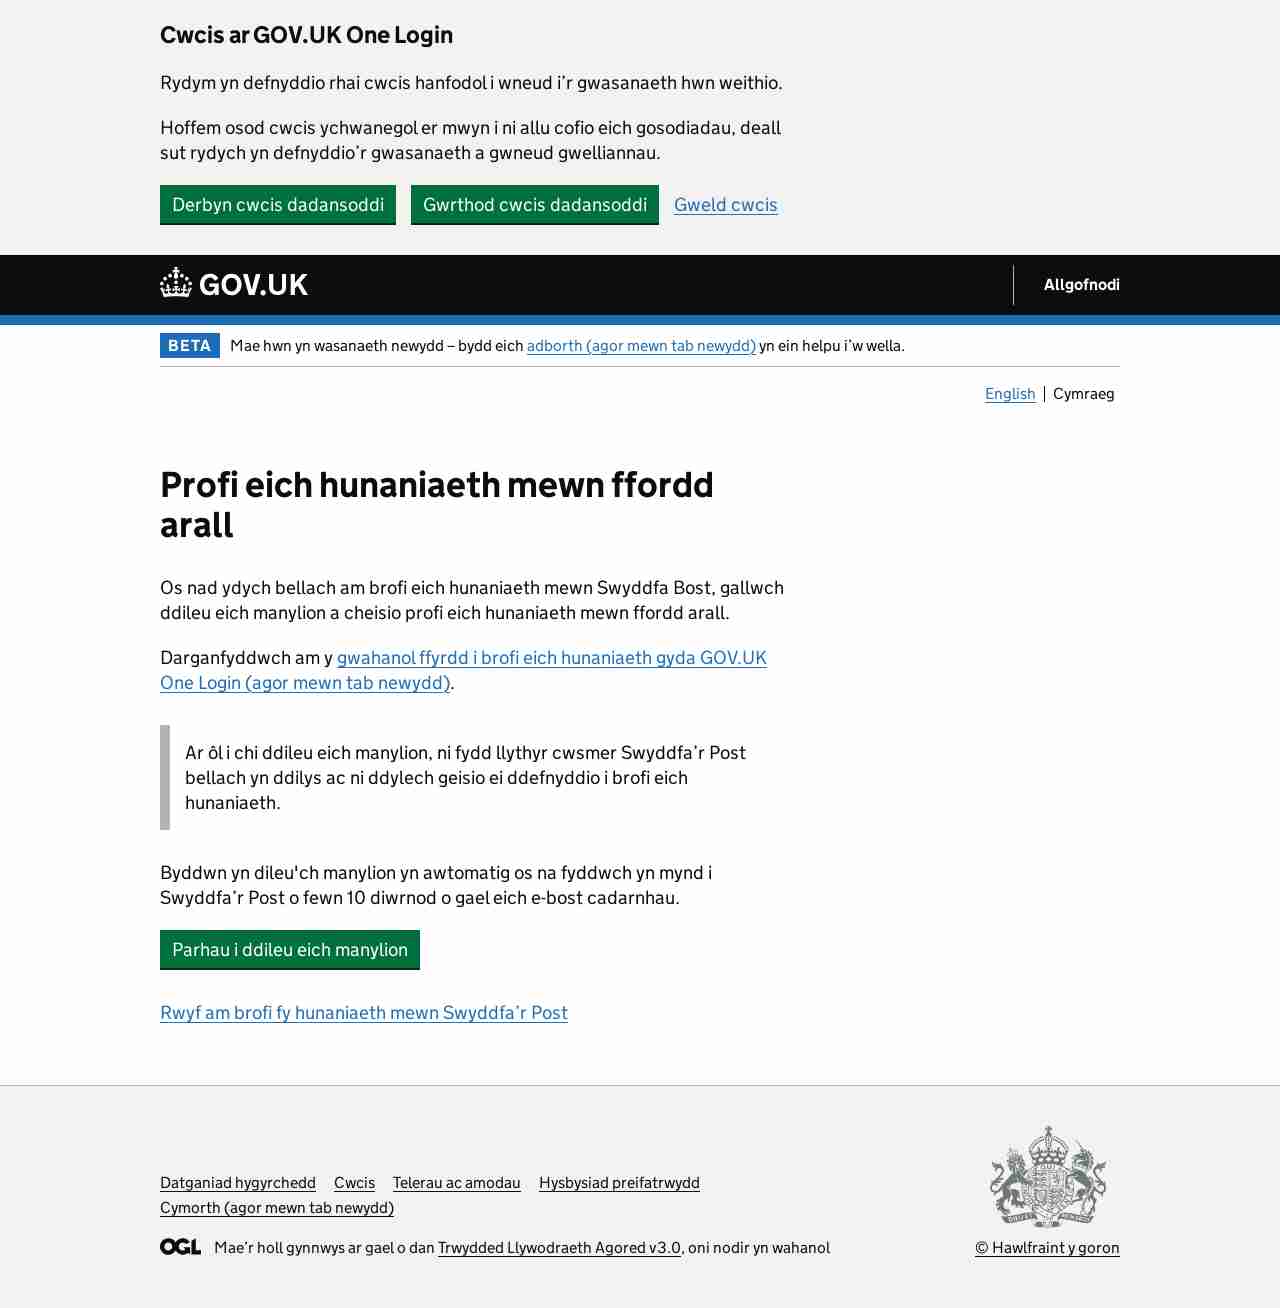 Cwcis ar GOV.UK One Login
Rydym yn defnyddio rhai cwcis hanfodol i wneud i’r gwasanaeth hwn weithio.
Hoffem osod cwcis ychwanegol er mwyn i ni allu cofio eich gosodiadau, deall
sut rydych yn defnyddio’r gwasanaeth a gwneud gwelliannau.
Derbyn cwcis dadansoddi Gwrthod cwcis dadansoddi Gweld cwcis
GOV.UK Allgofnodi
BETA Mae hwn yn wasanaeth newydd – bydd eich adborth (agor mewn tab newydd) yn ein helpu i’w wella.
English Cymraeg
Profi eich hunaniaeth mewn ffordd
arall
Os nad ydych bellach am brofi eich hunaniaeth mewn Swyddfa Bost, gallwch
ddileu eich manylion a cheisio profi eich hunaniaeth mewn ffordd arall.
Darganfyddwch am y gwahanol ffyrdd i brofi eich hunaniaeth gyda GOV.UK
One Login (agor mewn tab newydd).
Ar ôl i chi ddileu eich manylion, ni fydd llythyr cwsmer Swyddfa’r Post
bellach yn ddilys ac ni ddylech geisio ei ddefnyddio i brofi eich
hunaniaeth.
Byddwn yn dileu'ch manylion yn awtomatig os na fyddwch yn mynd i
Swyddfa’r Post o fewn 10 diwrnod o gael eich e-bost cadarnhau.
Parhau i ddileu eich manylion
Rwyf am brofi fy hunaniaeth mewn Swyddfa’r Post
Datganiad hygyrchedd Cwcis Telerau ac amodau Hysbysiad preifatrwydd
Cymorth (agor mewn tab newydd)
OGL Mae’r holl gynnwys ar gael o dan Trwydded Llywodraeth Agored v3.0, oni nodir yn wahanol
© Hawlfraint y goron